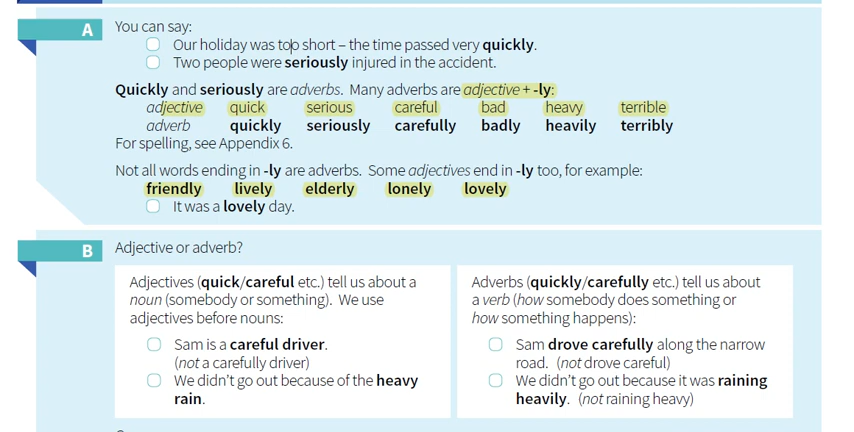 A
You can say:
Our holiday was too short – the time passed very quickly.
Two people were seriously injured in the accident.
Quickly and seriously are adverbs. Many adverbs are adjective + -ly:
adjective quick serious careful bad heavy terrible
adverb quickly seriously carefully badly heavily terribly
For spelling, see Appendix 6.
Not all words ending in -ly are adverbs. Some adjectives end in -ly too, for example:
friendly lively elderly lonely lovely
It was a lovely day.
B
Adjective or adverb?
Adjectives (quick/careful etc.) tell us about a
noun (somebody or something). We use
adjectives before nouns:
Sam is a careful driver.
(not a carefully driver)
We didn't go out because of the heavy
rain.
Adverbs (quickly/carefully etc.) tell us about
a verb (how somebody does something or
how something happens):
Sam drove carefully along the narrow
road. (not drove careful)
We didn't go out because it was raining
heavily. (not raining heavy)